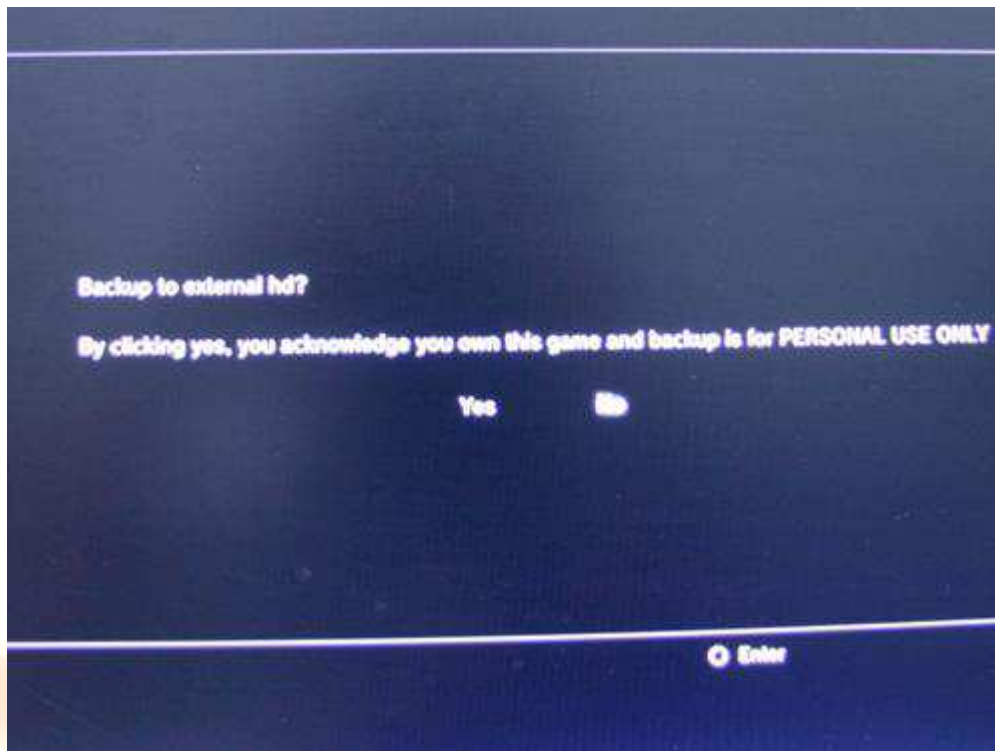 Backup to external hd?
By clicking yes, you acknowledge you own this game and backup is for PERSONAL USE ONLY
Yes No
Enter